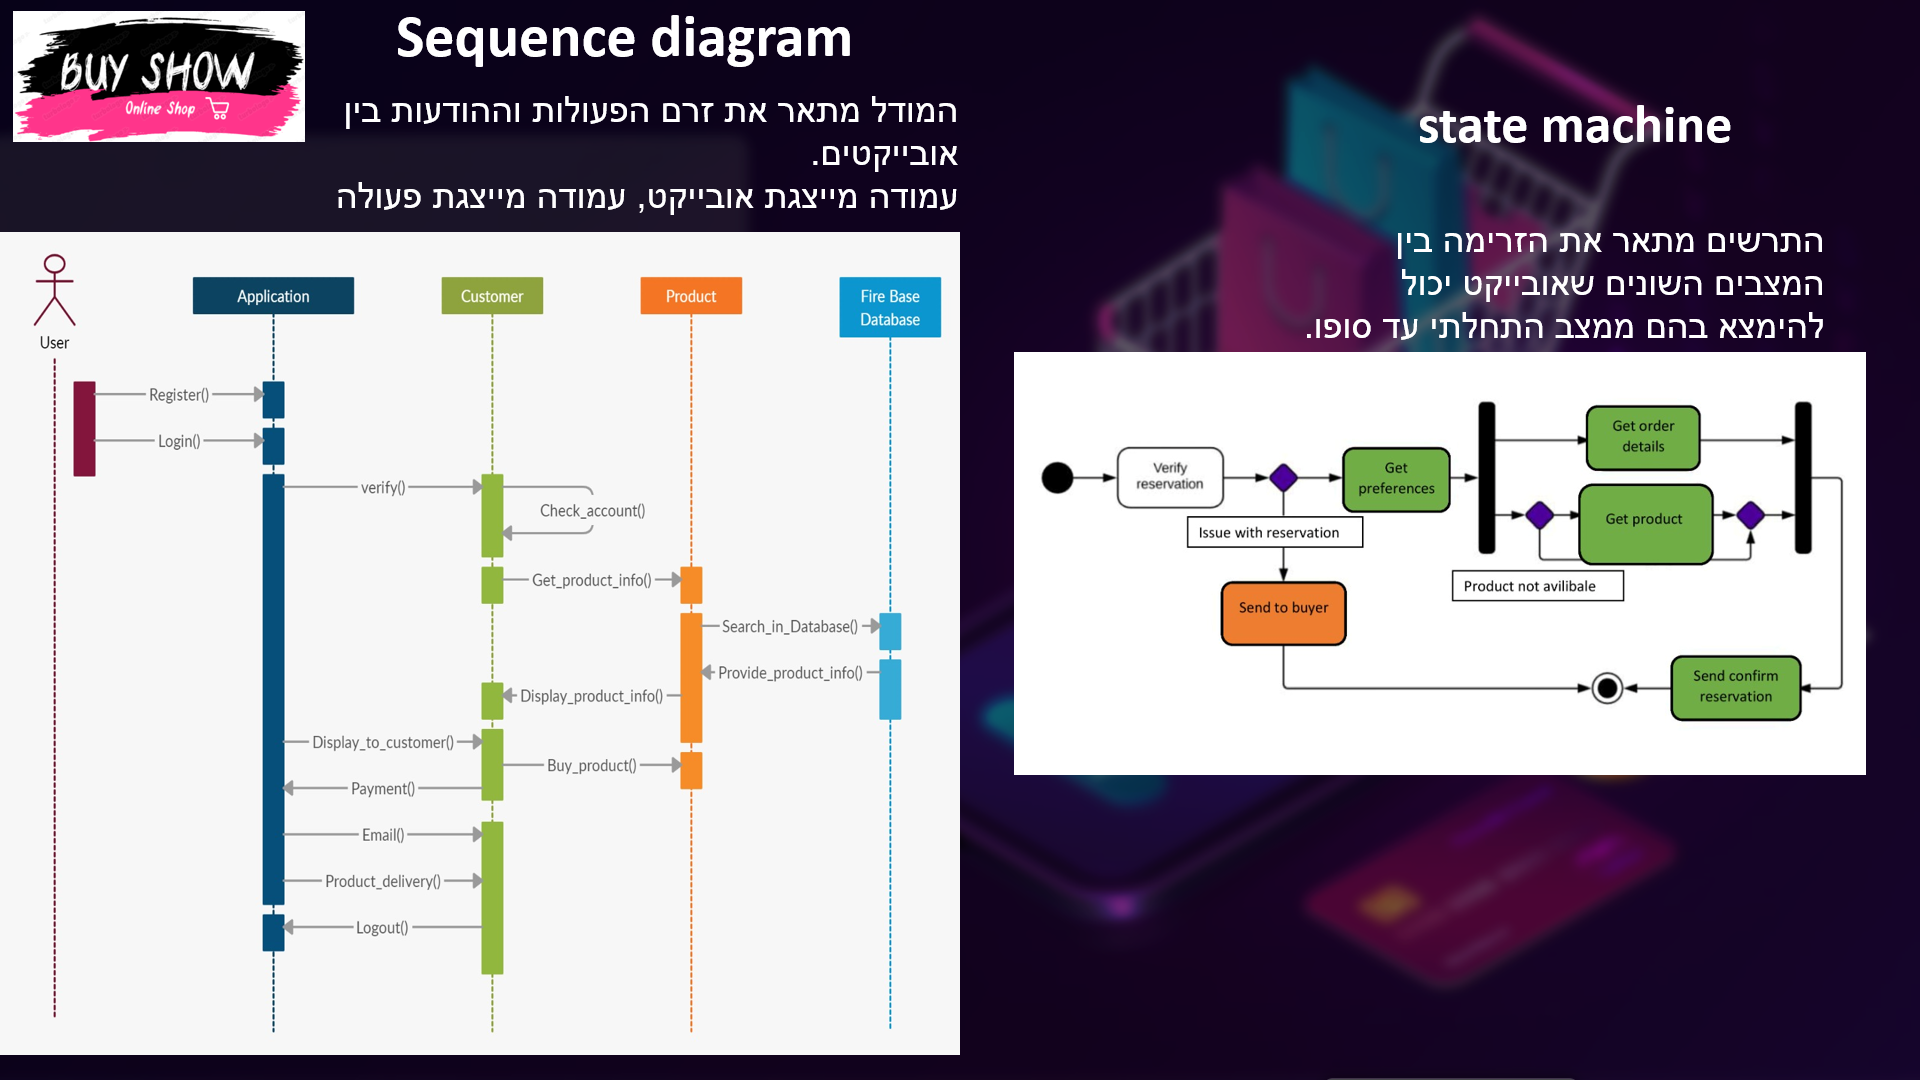 BUY SHOW
Online Shop
Sequence diagram
המודל מתאר את זרם הפעולות וההודעות בין
אובייקטים.
עמודה מייצגת אובייקט, עמודה מייצגת פעולה
User
Application
Customer
Product
Fire Base
Database
Register()
Login()
verify()
Check_account()
Get_product_info()
Search_in_Database()
Provide_product_info()
Display_product_info()
Display_to_customer()
Buy_product()
Payment()
Email()
Product_delivery()
Logout()
state machine
התרשים מתאר את הזרימה בין
המצבים השונים שאובייקט יכול
להימצא בהם ממצב התחלתי עד סופו.
Verify
reservation
Get
preferences
Get order
details
Get product
Issue with reservation
Product not avilibale
Send to buyer
Send confirm
reservation